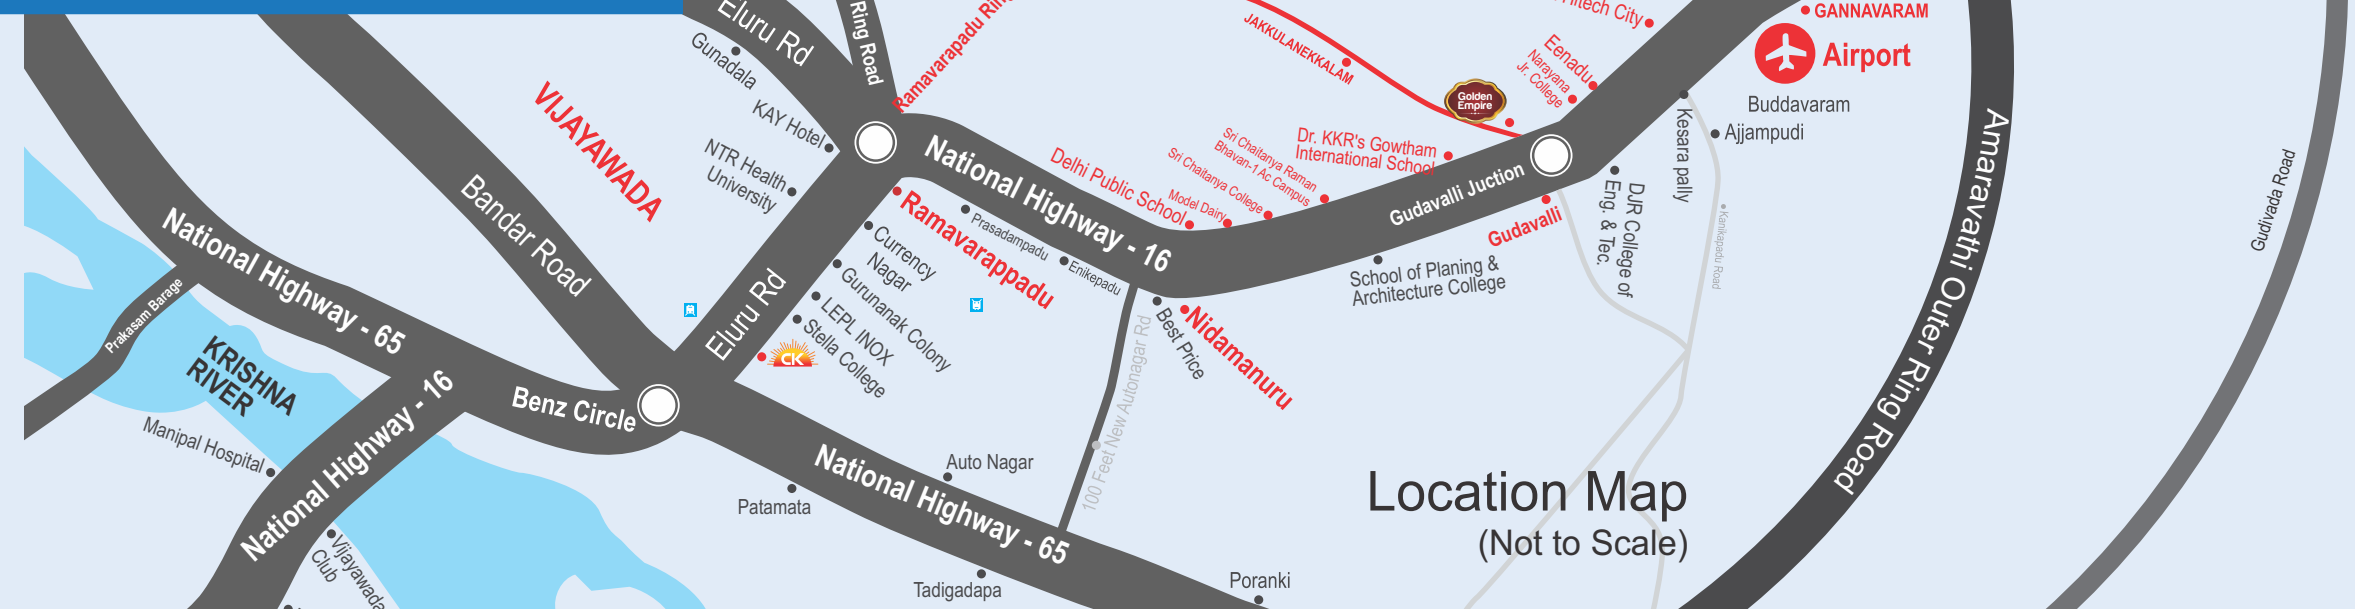 Eluru Rd
Ring Road
Ramavarapadu
Gunadala
KAY Hotel
NTR Health
University
VIJAYAWADA
Bandar Road
National Highway - 65
Prakasam Barage
KRISHNA
RIVER
Manipal Hospital
National Highway - 16
Vijayawada
Club
Benz Circle
Eluru Rd
CK
Currency
Nagar
Gurunanak Colony
LEPL INOX
Stella College
Ramavarappadu
National Highway - 16
Prasadampadu
Enikepadu
Delhi Public School
Model Dairy
Sri Chaitanya College
Sri Chaitanya Raman
Bhavan-1 Ac Campus
Dr. KKR's Gowtham
International School
JAKKULANEKKALAM
Golden
Empire
Eenadu
Narayana
Jr. College
Hitech City
GANNAVARAM
Airport
Buddavaram
Ajjampudi
Kesara pally
Kanikapadu Road
DJR College of
Eng. & Tec.
Gudavalli Juction
Gudavalli
School of Planing &
Architecture College
Best Price
Nidamanuru
100 Feet New Autonagar Rd
Auto Nagar
Patamata
National Highway - 65
Tadigadapa
Poranki
Amaravathi Outer Ring Road
Gudivada Road
Location Map
(Not to Scale)